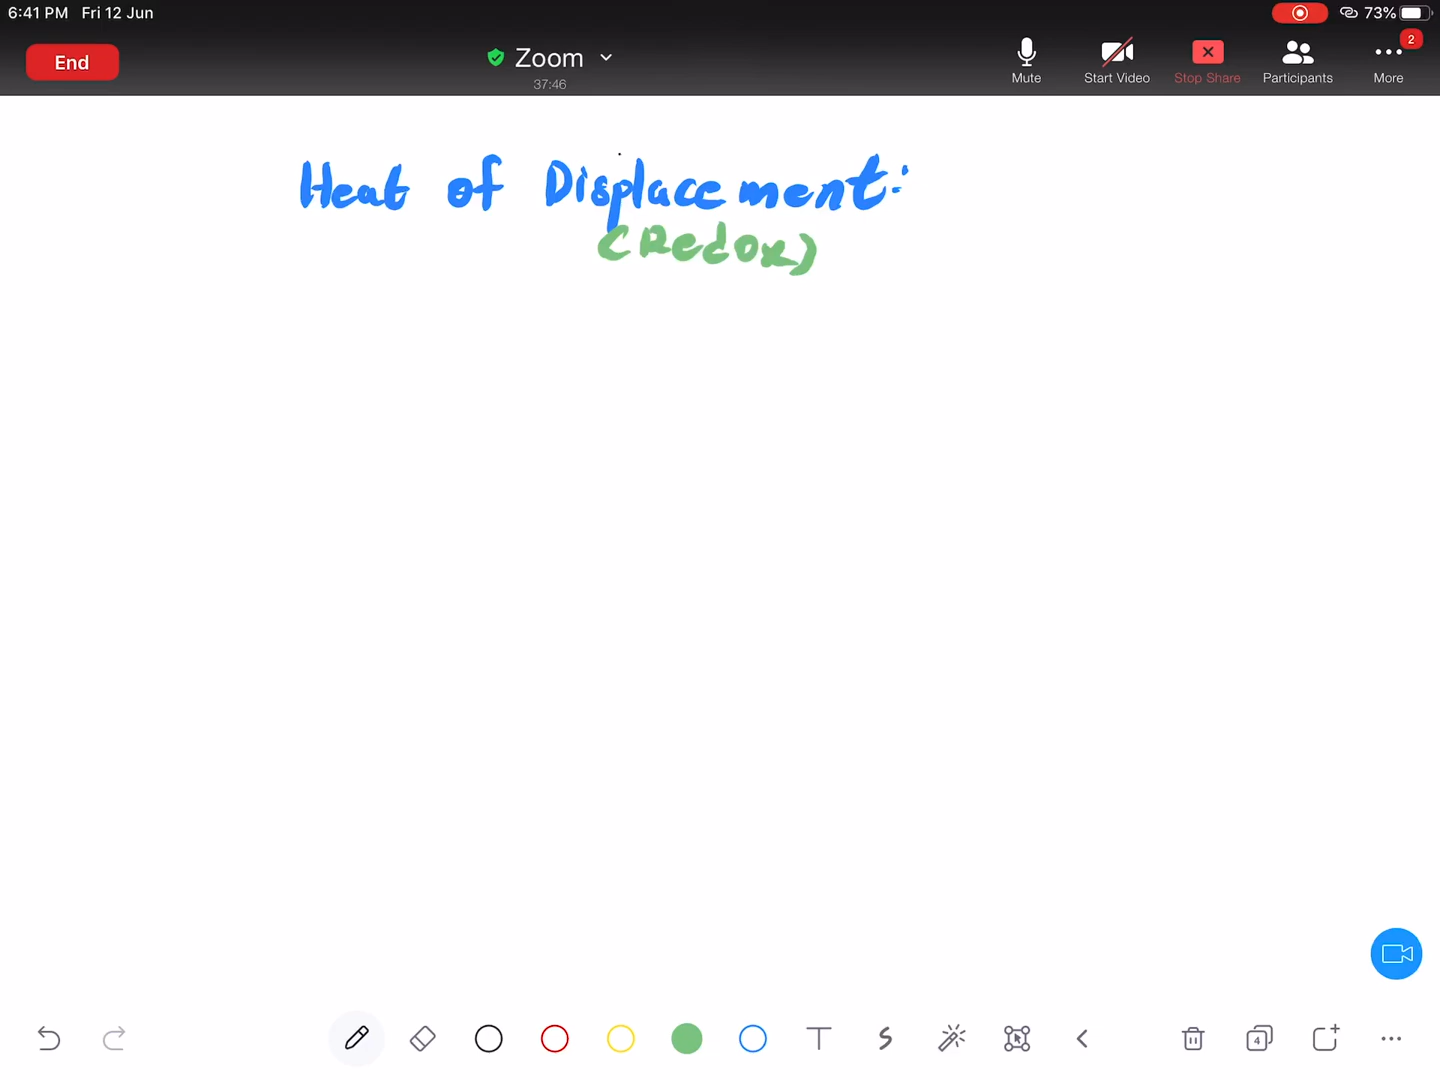 6:41 PM Fri 12 Jun
73%
End
Zoom
37:46
Mute
Start Video
Stop Share
Participants
More
2
Heat of Displacement:
(Redox)
T
S
4